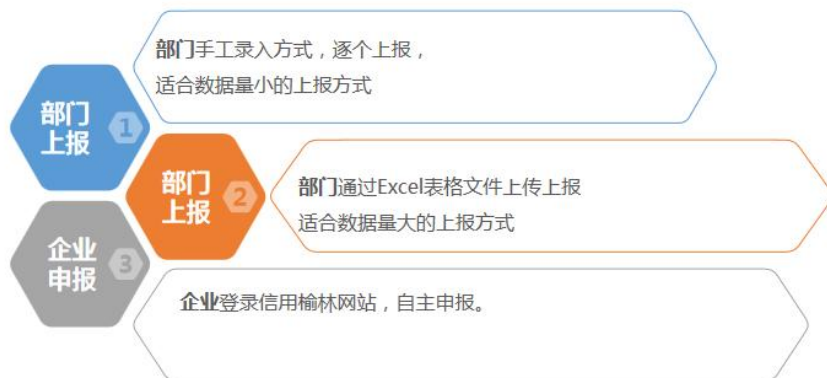 部门
上报
1
部门手工录入方式，逐个上报，
适合数据量小的上报方式
部门
上报
2
部门通过Excel表格文件上传上报
适合数据量大的上报方式
企业
申报
3
企业登录信用榆林网站，自主申报。